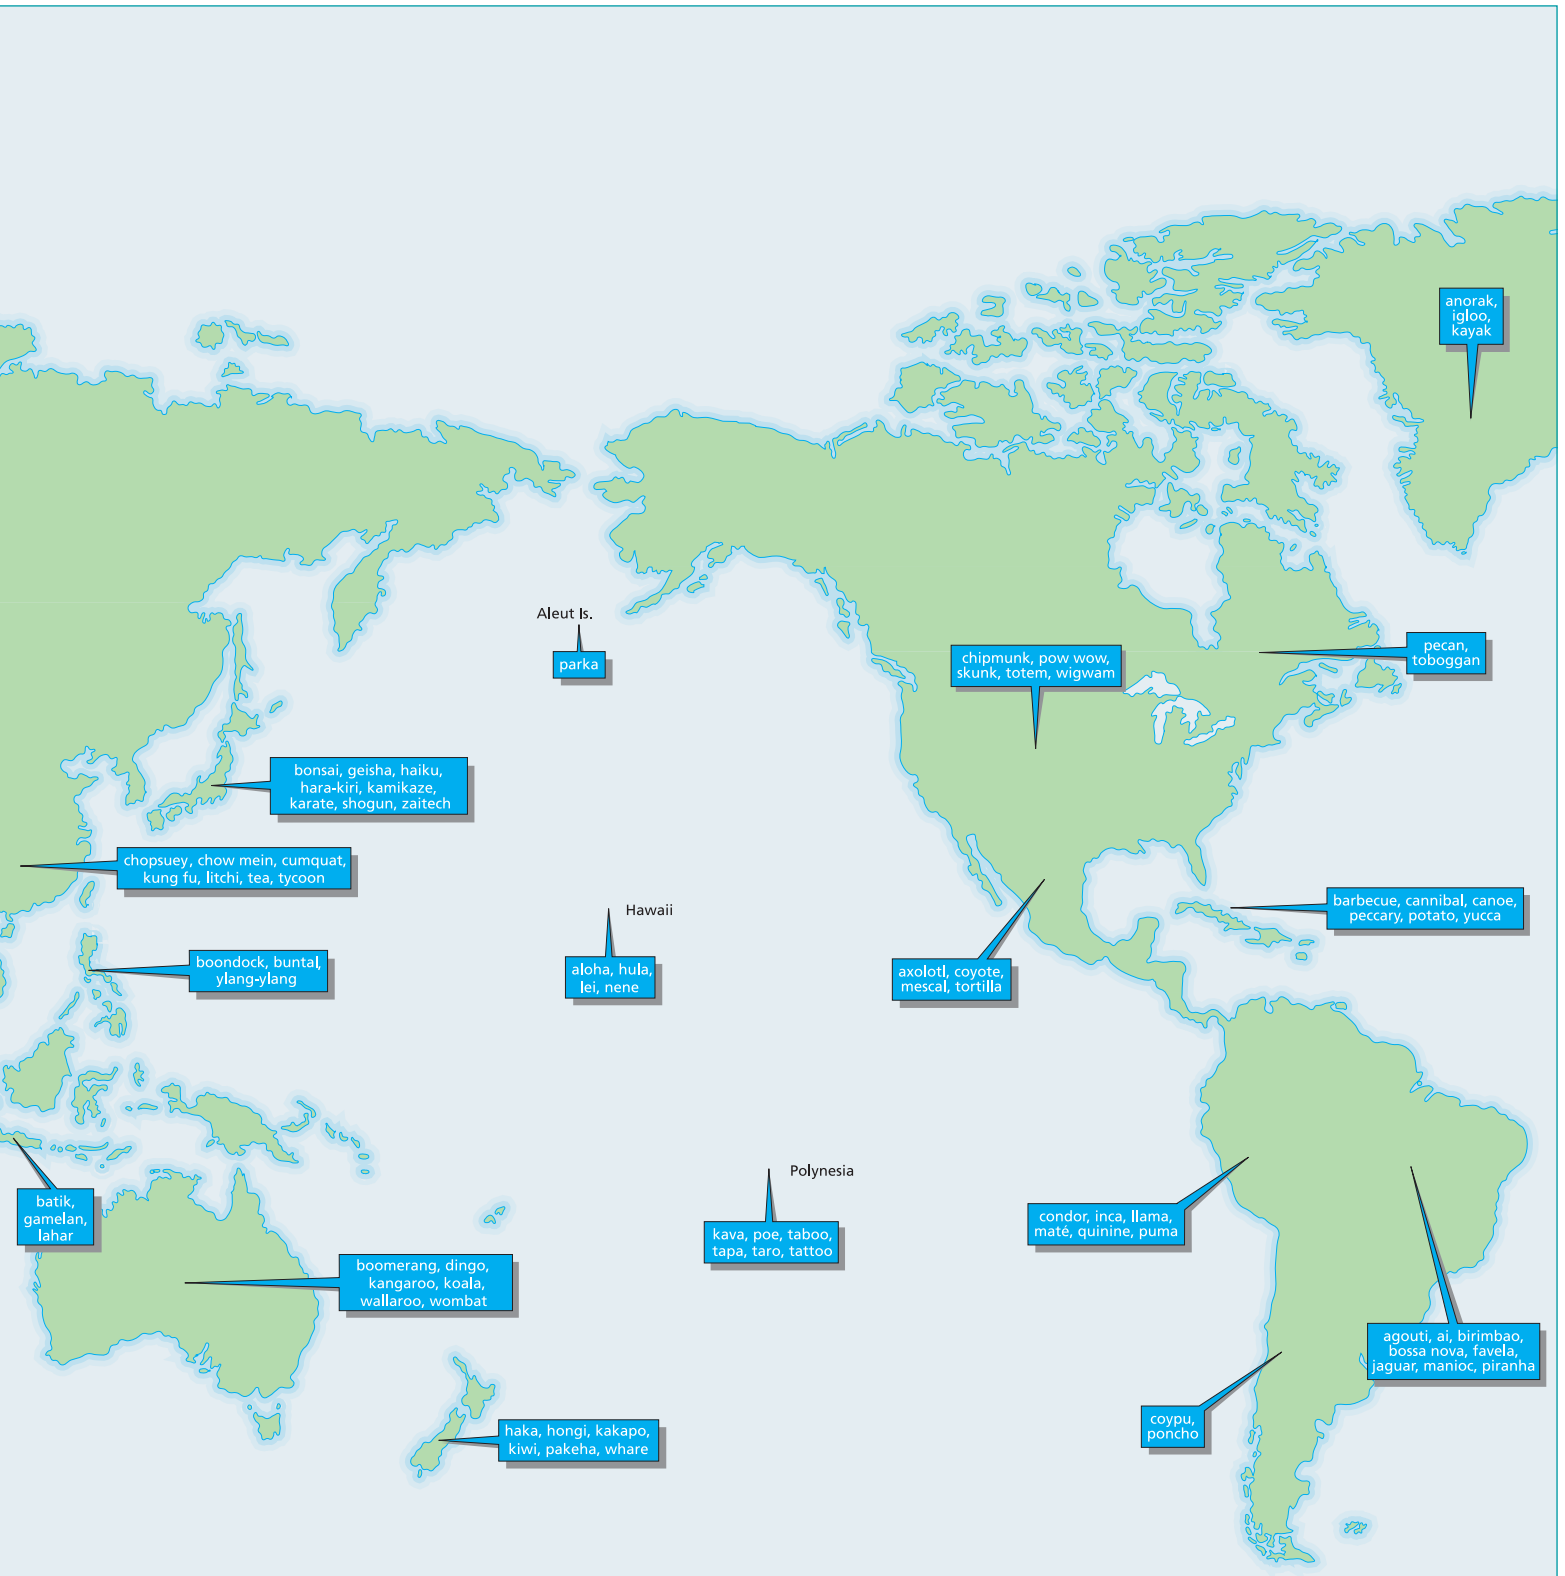 anorak,
igloo,
kayak
Aleut Is.
parka
chipmunk, pow wow,
skunk, totem, wigwam
pecan,
toboggan
bonsai, geisha, haiku,
hara-kiri, kamikaze,
karate, shogun, zaitech
chopsuey, chow mein, cumquat,
kung fu, litchi, tea, tycoon
barbecue, cannibal, canoe,
peccary, potato, yucca
Hawaii
boondock, buntal,
ylang-ylang
aloha, hula,
lei, nene
axolotl, coyote,
mescal, tortilla
Polynesia
batik,
gamelan,
lahar
kava, poe, taboo,
tapa, taro, tattoo
condor, inca, llama,
maté, quinine, puma
boomerang, dingo,
kangaroo, koala,
wallaroo, wombat
agouti, ai, birimbao,
bossa nova, favela,
jaguar, manioc, piranha
coypu,
poncho
haka, hongi, kakapo,
kiwi, pakeha, whare